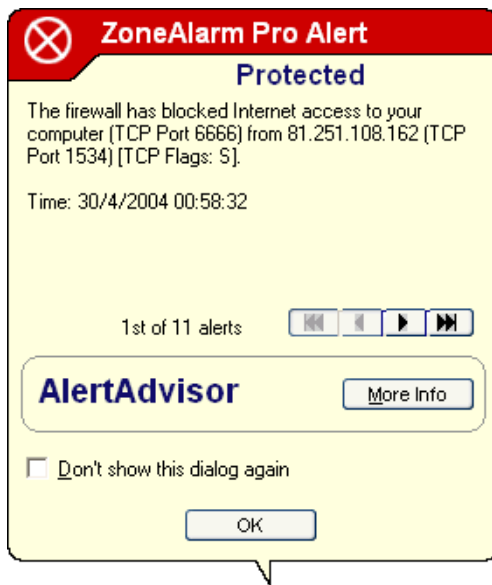 ZoneAlarm Pro Alert
Protected
The firewall has blocked Internet access to your
computer (TCP Port 6666) from 81.251.108.162 (TCP
Port 1534) [TCP Flags: S].
Time: 30/4/2004 00:58:32
1st of 11 alerts
AlertAdvisor
More Info
Don't show this dialog again
OK